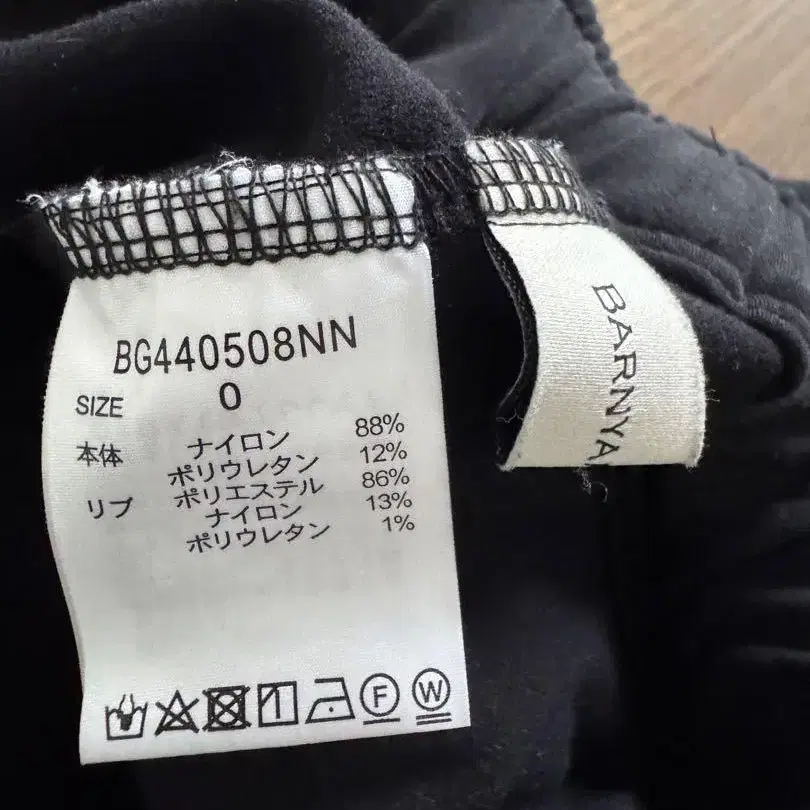 BG440508NN
SIZE 0
本体 ナイロン 88%
ポリウレタン 12%
リブ ポリエステル 86%
ナイロン 13%
ポリウレタン 1%
F W
BARNYA